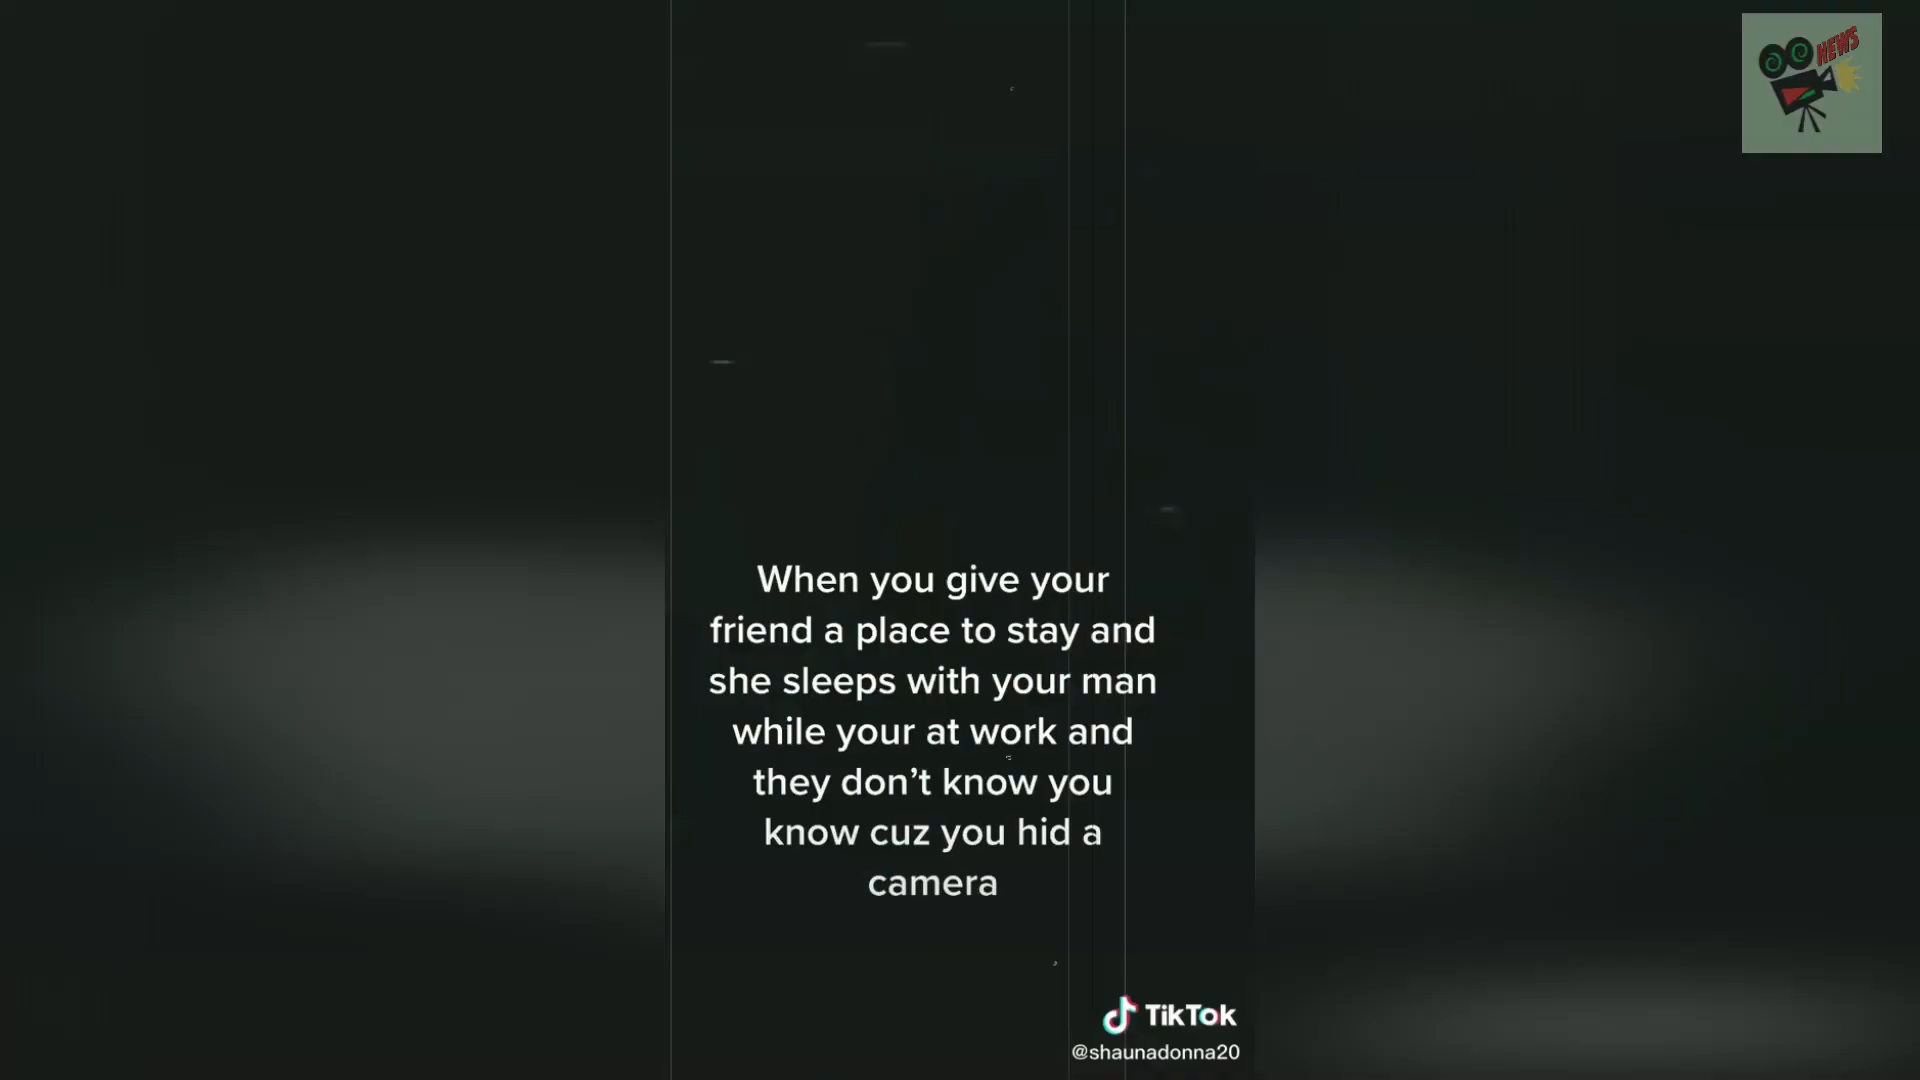 NEWS
When you give your
friend a place to stay and
she sleeps with your man
while your at work and
they don’t know you
know cuz you hid a
camera
TikTok
@shaunadonna20